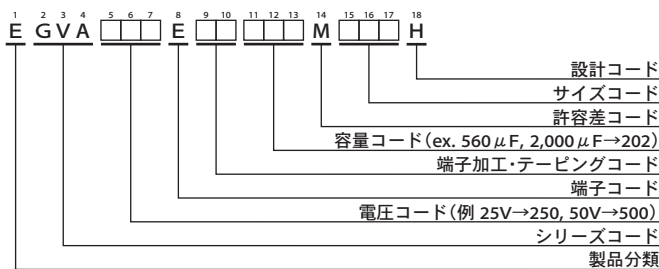 1 2 3 4 5 6 7 8 9 10 11 12 13 14 15 16 17 18
E G V A □□□ E □□ □□□ M □□□ H
設計コード
サイズコード
許容差コード
容量コード(ex. 560μF, 2,000μF→202)
端子加工・テーピングコード
端子コード
電圧コード(例 25V→250, 50V→500)
シリーズコード
製品分類